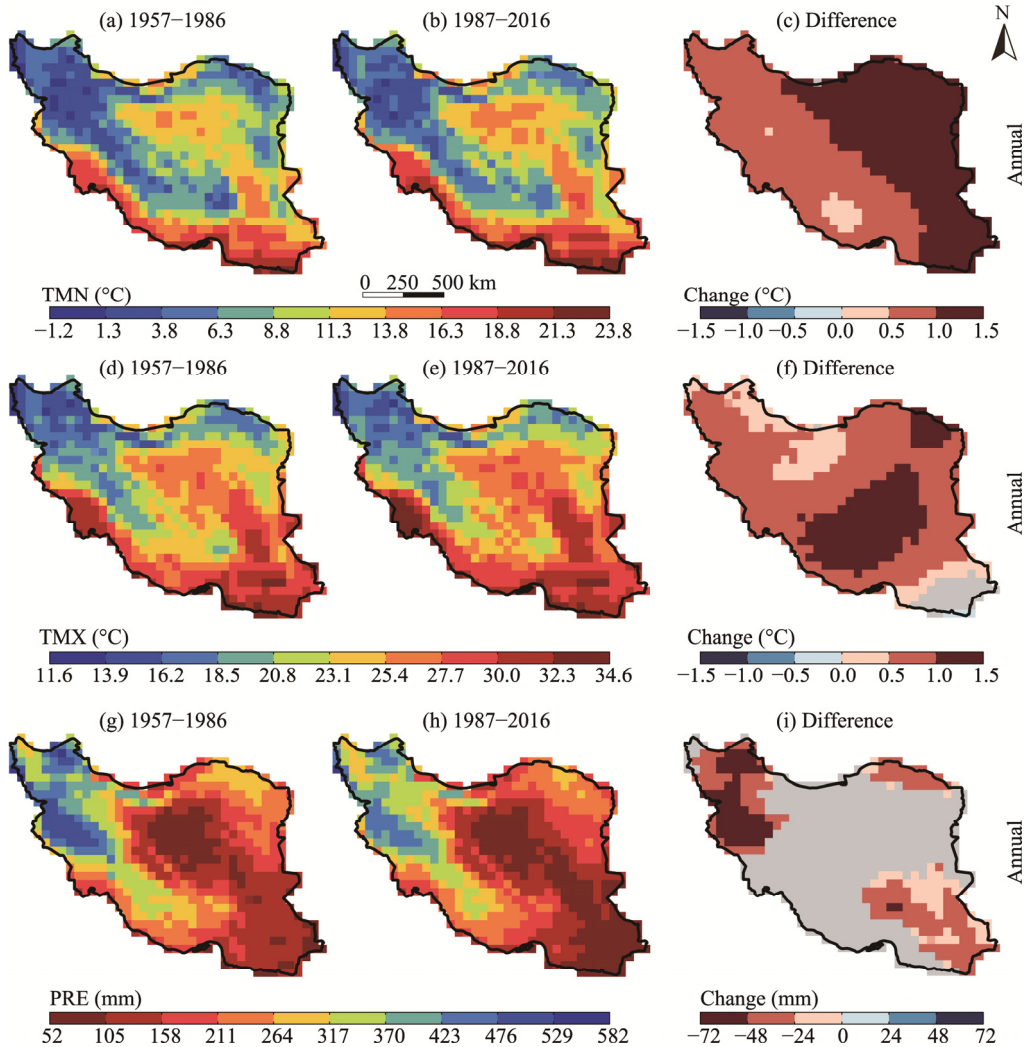 (a) 1957−1986
(b) 1987−2016
(c) Difference
N
Annual
0 250 500 km
TMN (°C)
−1.2 1.3 3.8 6.3 8.8 11.3 13.8 16.3 18.8 21.3 23.8
Change (°C)
−1.5 −1.0 −0.5 0.0 0.5 1.0 1.5
(d) 1957−1986
(e) 1987−2016
(f) Difference
Annual
TMX (°C)
11.6 13.9 16.2 18.5 20.8 23.1 25.4 27.7 30.0 32.3 34.6
Change (°C)
−1.5 −1.0 −0.5 0.0 0.5 1.0 1.5
(g) 1957−1986
(h) 1987−2016
(i) Difference
Annual
PRE (mm)
52 105 158 211 264 317 370 423 476 529 582
Change (mm)
−72 −48 −24 0 24 48 72